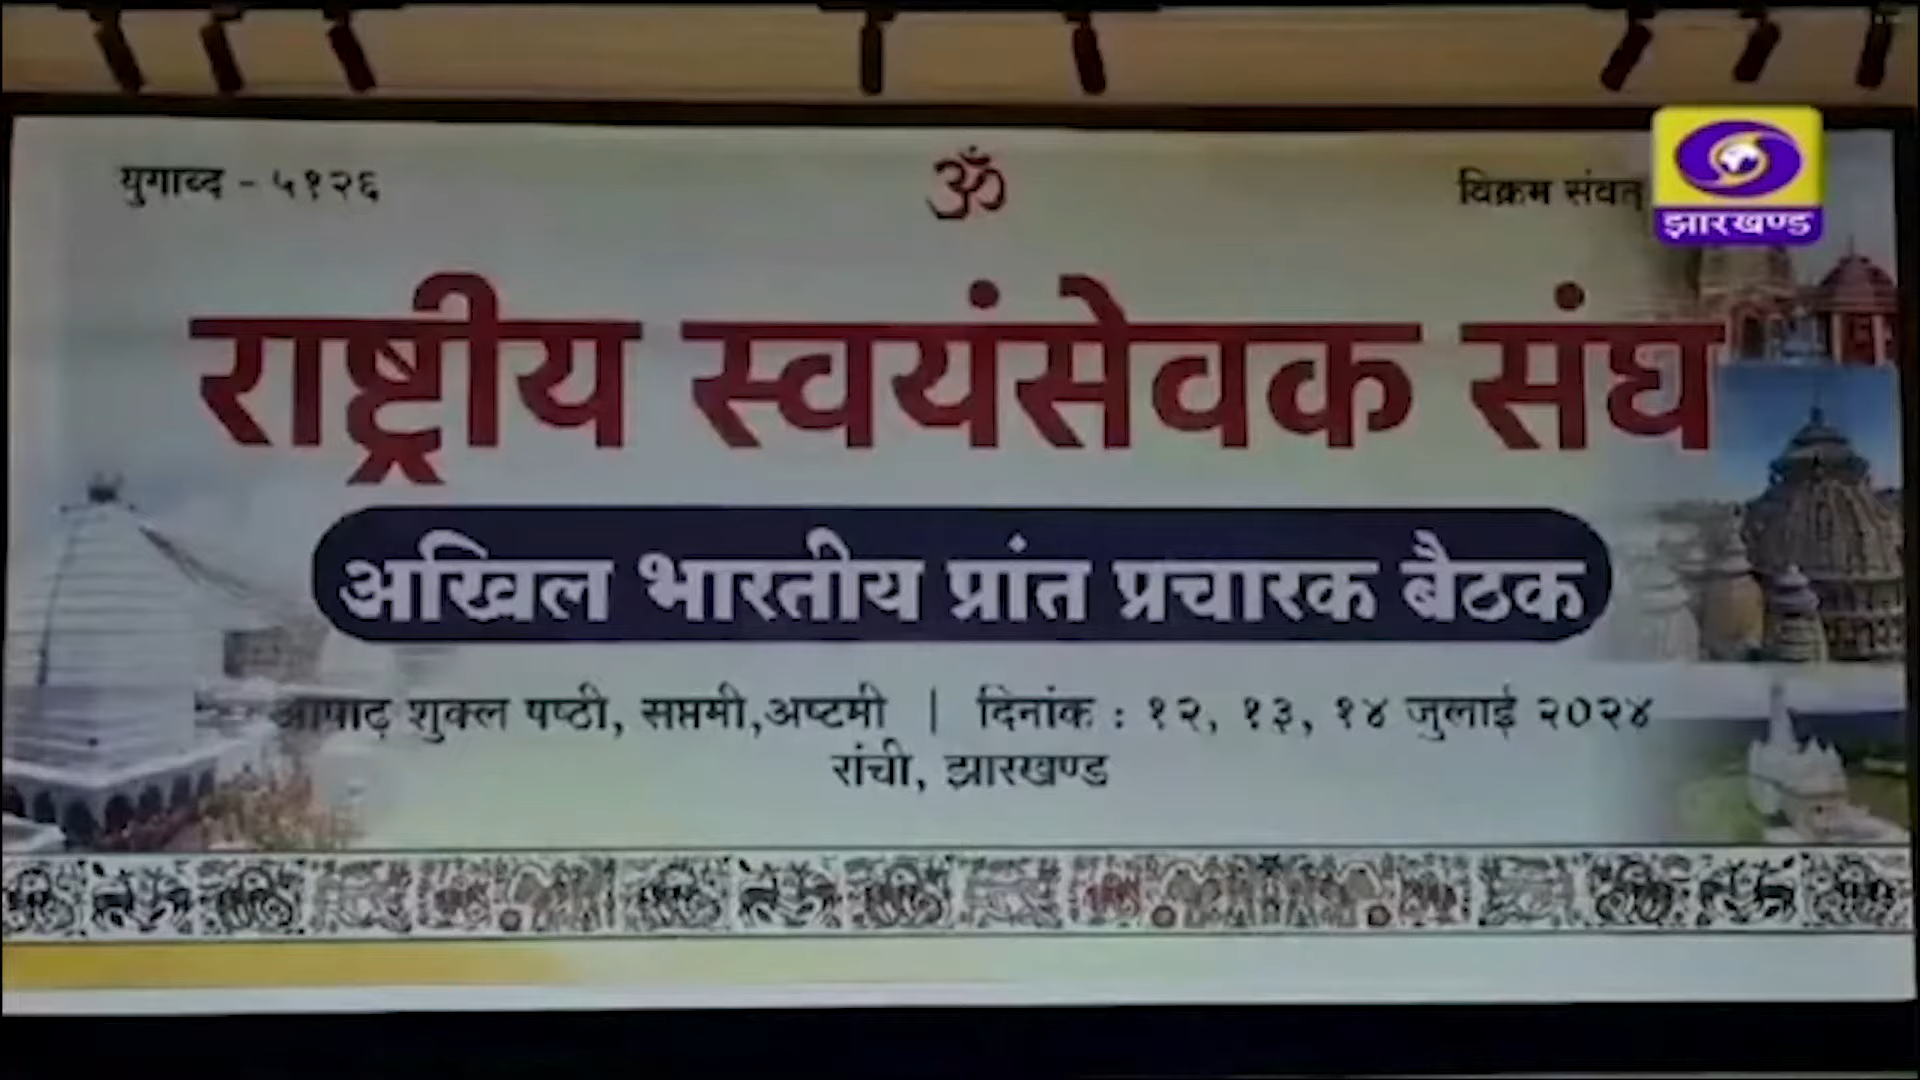 युगाब्द - ५१२६
ॐ
विक्रम संवत्
झारखण्ड
राष्ट्रीय स्वयंसेवक संघ
अखिल भारतीय प्रांत प्रचारक बैठक
आषाढ़ शुक्ल षष्ठी, सप्तमी,अष्टमी | दिनांक : १२, १३, १४ जुलाई २०२४
रांची, झारखण्ड